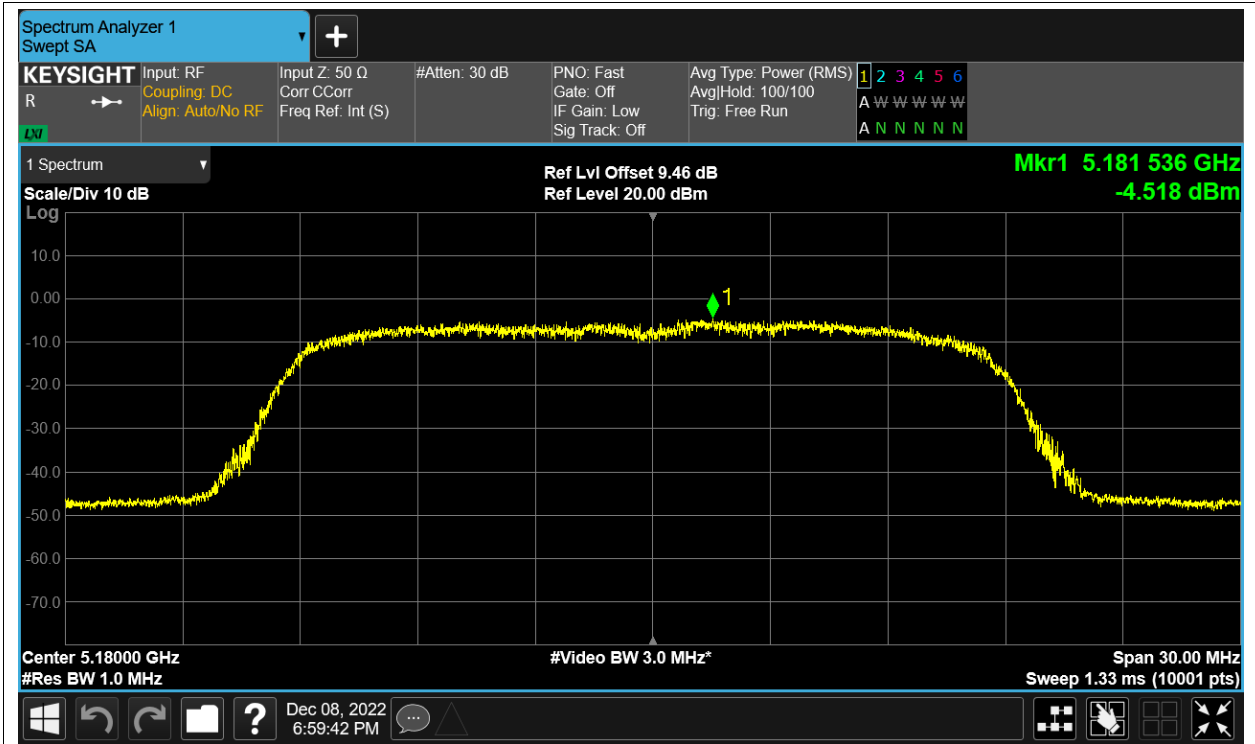 Spectrum Analyzer 1
Swept SA
KEYSIGHT
R
LXI
Input: RF
Coupling: DC
Align: Auto/No RF
Input Z: 50 Ω
Corr CCorr
Freq Ref: Int (S)
#Atten: 30 dB
PNO: Fast
Gate: Off
IF Gain: Low
Sig Track: Off
Avg Type: Power (RMS)
Avg|Hold: 100/100
Trig: Free Run
1 2 3 4 5 6
A W W W W W
A N N N N N
1 Spectrum
Scale/Div 10 dB
Log
Ref Lvl Offset 9.46 dB
Ref Level 20.00 dBm
Mkr1 5.181 536 GHz
-4.518 dBm
10.0
0.00
-10.0
-20.0
-30.0
-40.0
-50.0
-60.0
-70.0
1
Center 5.18000 GHz
#Res BW 1.0 MHz
#Video BW 3.0 MHz*
Span 30.00 MHz
Sweep 1.33 ms (10001 pts)
?
Dec 08, 2022
6:59:42 PM